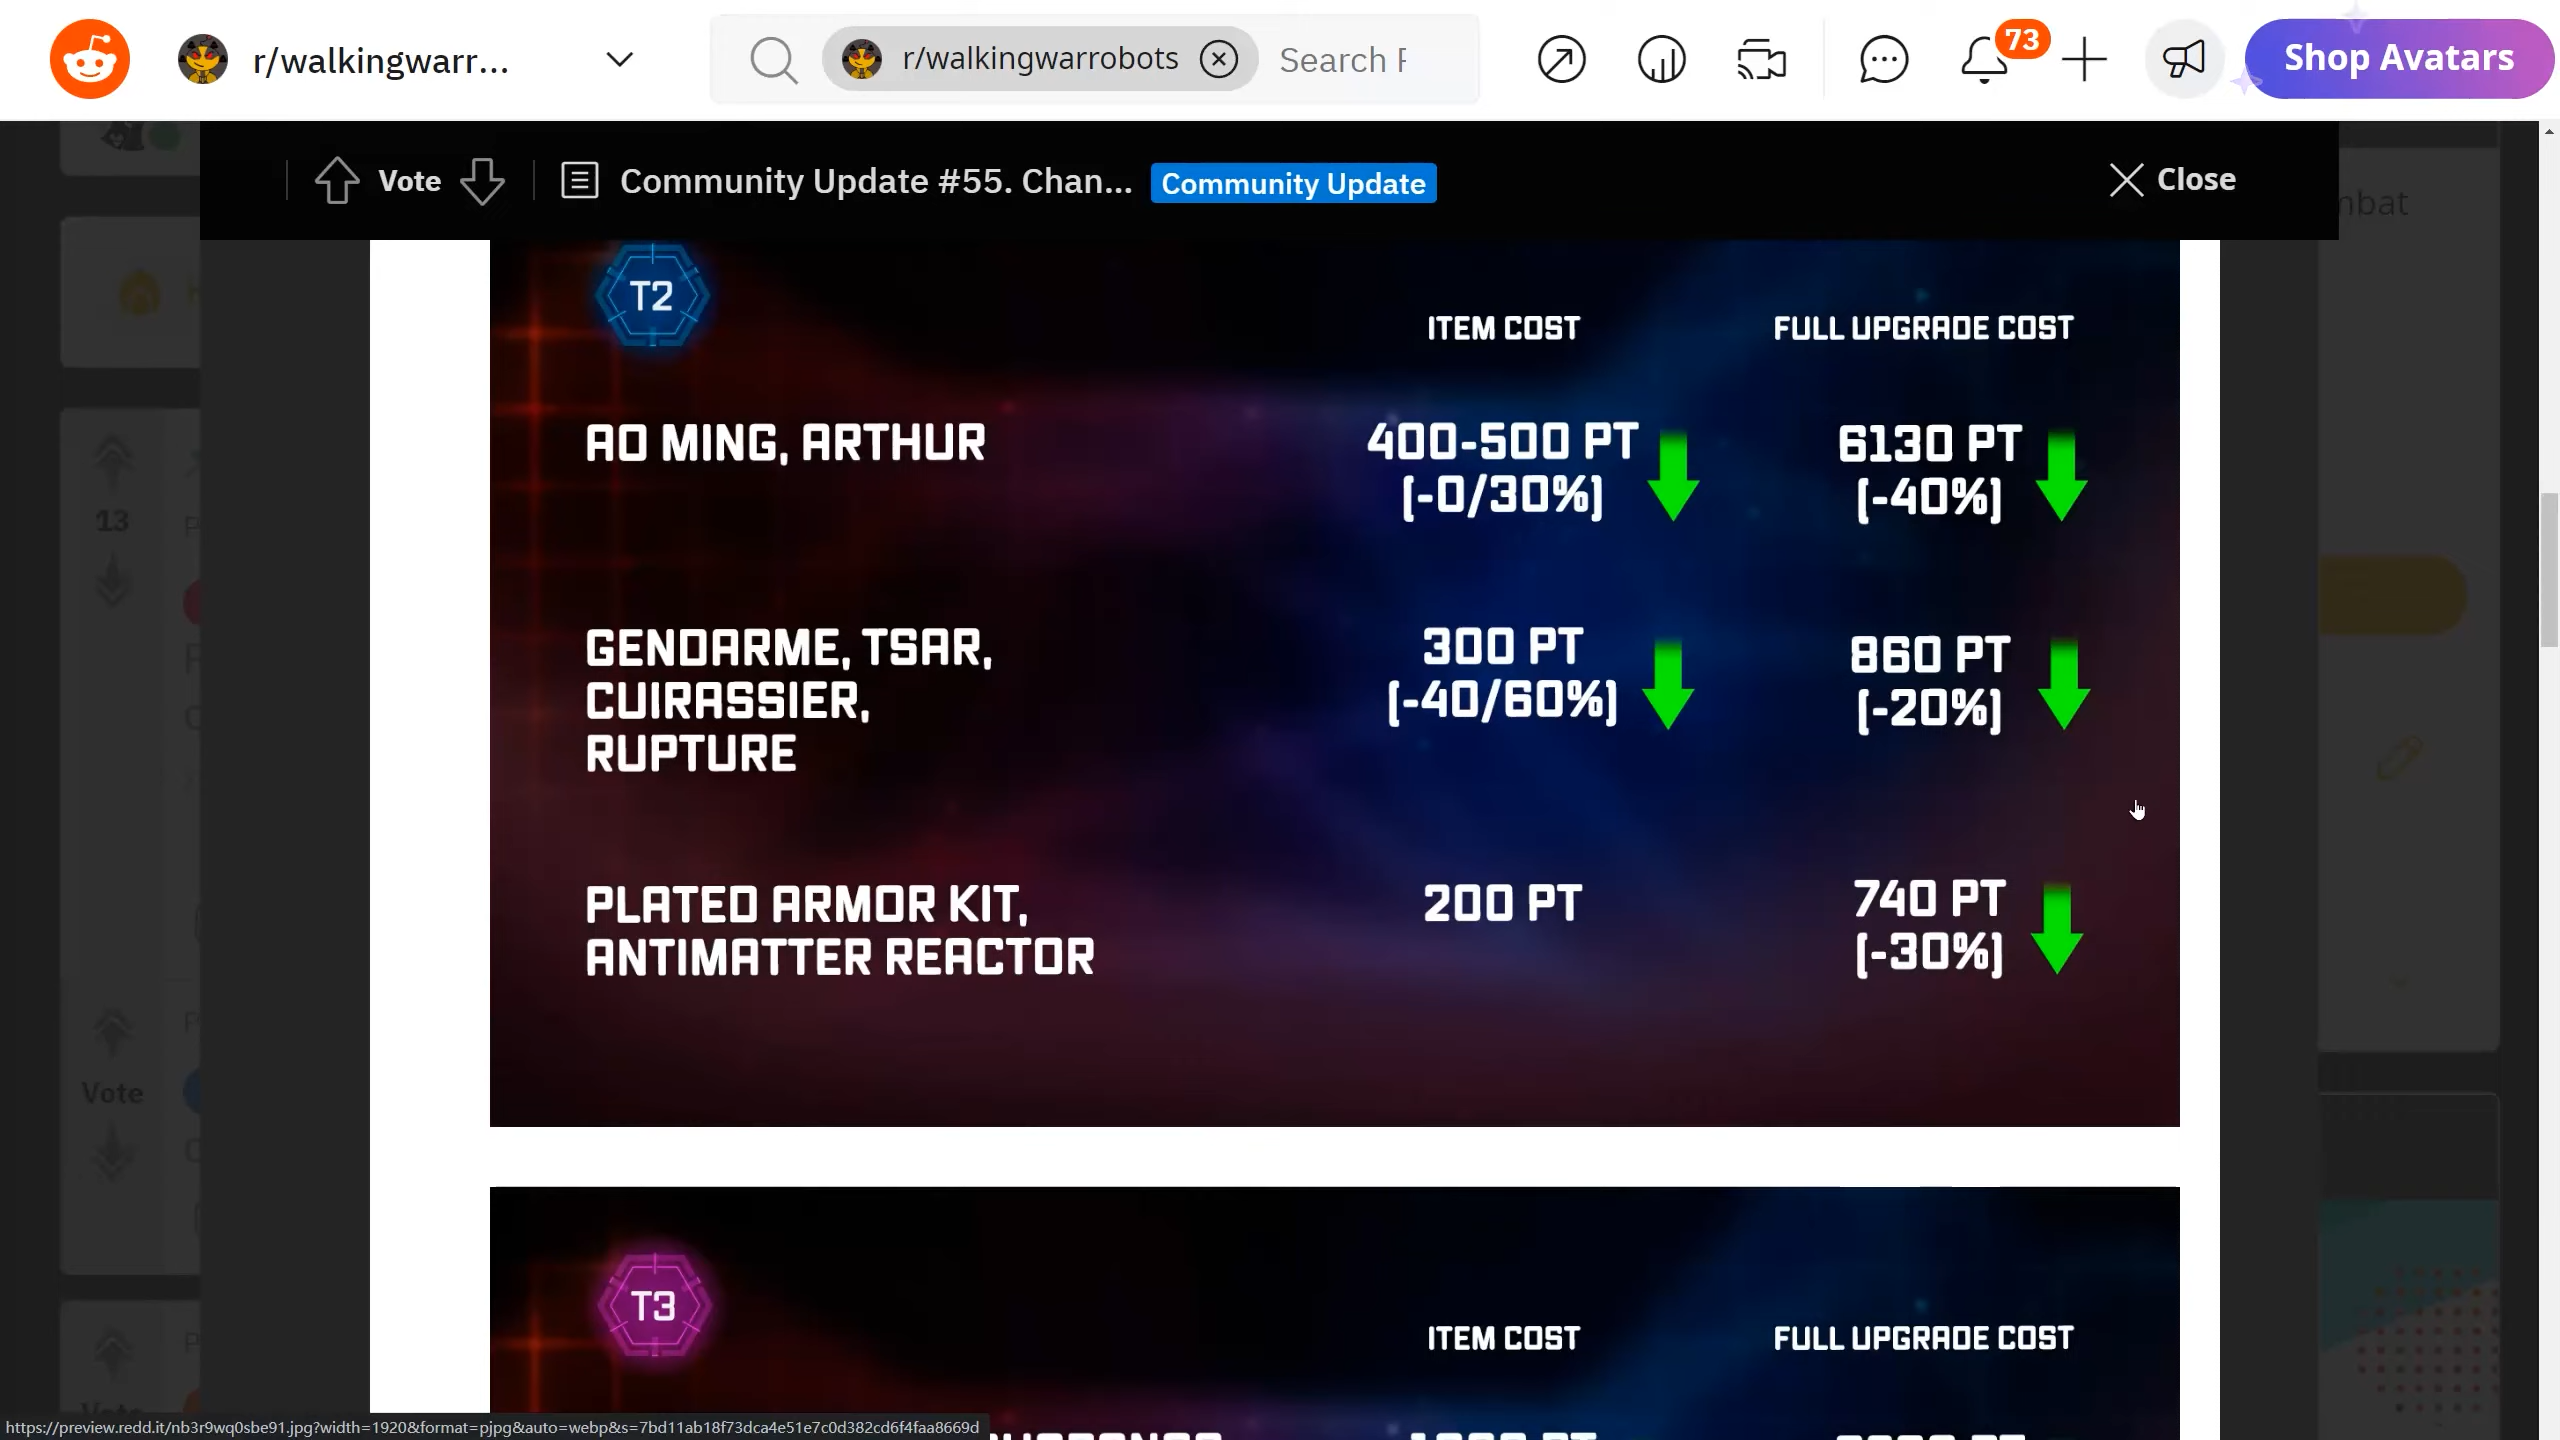 r/walkingwarr...
r/walkingwarrobots
Search
73
Shop Avatars
Vote
Community Update #55. Chan...
Community Update
Close
mbat
T2
ITEM COST
FULL UPGRADE COST
AO MING, ARTHUR
400-500 PT
(-0/30%)
6130 PT
(-40%)
GENDARME, TSAR,
CUIRASSIER,
RUPTURE
300 PT
(-40/60%)
860 PT
(-20%)
PLATED ARMOR KIT,
ANTIMATTER REACTOR
200 PT
740 PT
(-30%)
13
Vote
T3
ITEM COST
FULL UPGRADE COST
Vote
https://preview.redd.it/nb3r9wq0sbe91.jpg?width=1920&format=pjpg&auto=webp&s=7bd11ab18f73dca4e51e7c0d382cd6f4faa8669d